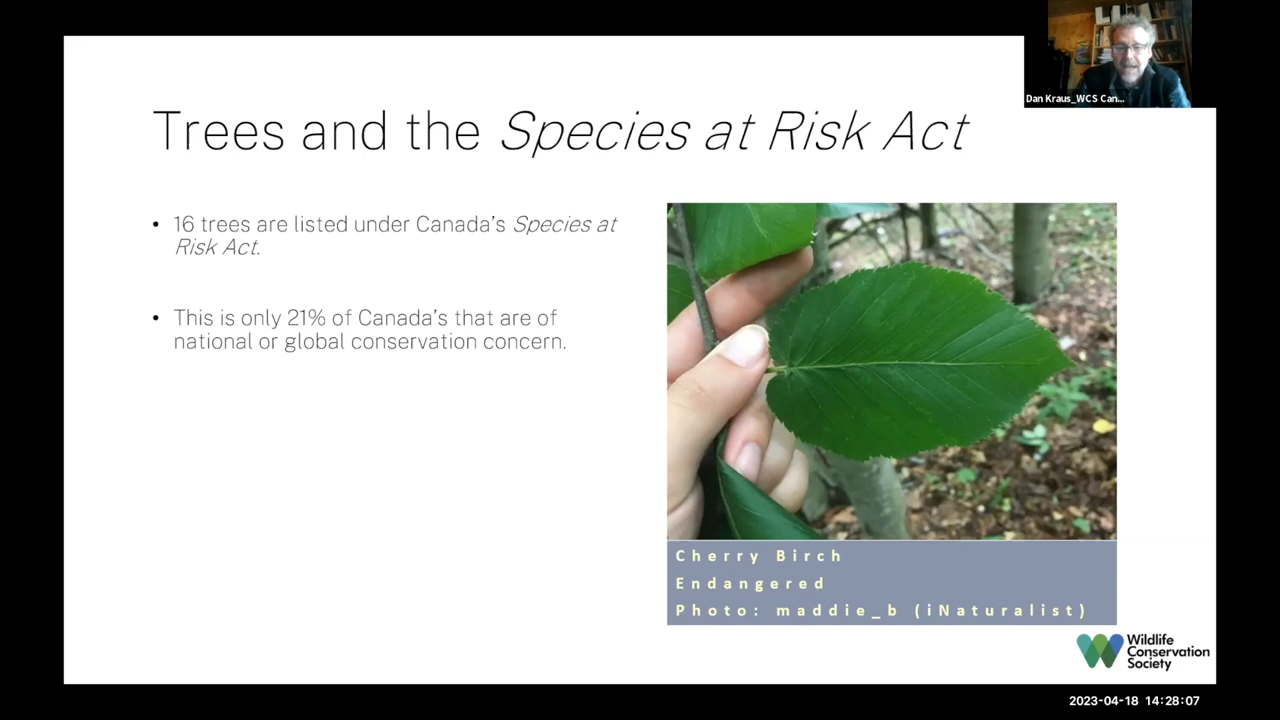 Dan Kraus_WCS Can...
Trees and the Species at Risk Act
• 16 trees are listed under Canada's Species at
Risk Act.
• This is only 21% of Canada's that are of
national or global conservation concern.
Cherry Birch
Endangered
Photo: maddie_b (iNaturalist)
Wildlife
Conservation
Society
2023-04-18 14:28:07